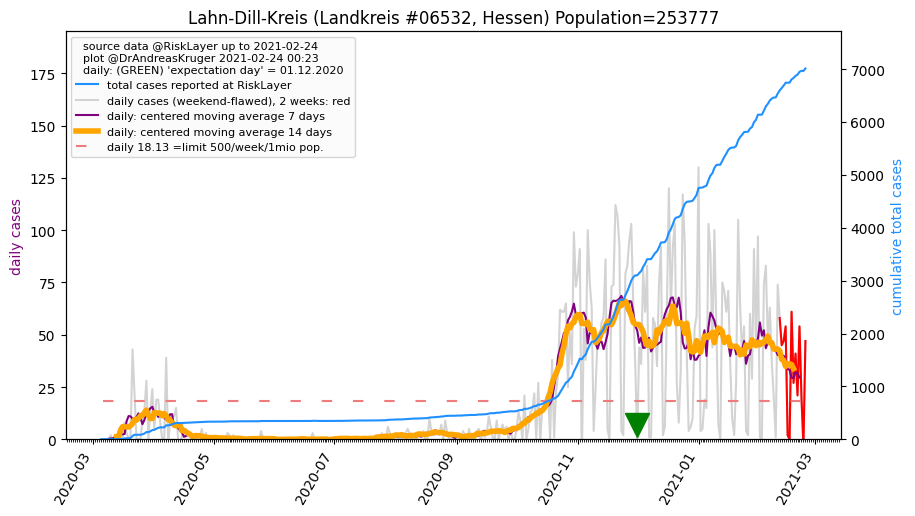 Lahn-Dill-Kreis (Landkreis #06532, Hessen) Population=253777
source data @RiskLayer up to 2021-02-24
plot @DrAndreasKruger 2021-02-24 00:23
daily: (GREEN) 'expectation day' = 01.12.2020
total cases reported at RiskLayer
daily cases (weekend-flawed), 2 weeks: red
daily: centered moving average 7 days
daily: centered moving average 14 days
daily 18.13 =limit 500/week/1mio pop.
daily cases
175
150
125
100
75
50
25
0
7000
6000
5000
4000
3000
2000
1000
0
cumulative total cases
2020-03
2020-05
2020-07
2020-09
2020-11
2021-01
2021-03